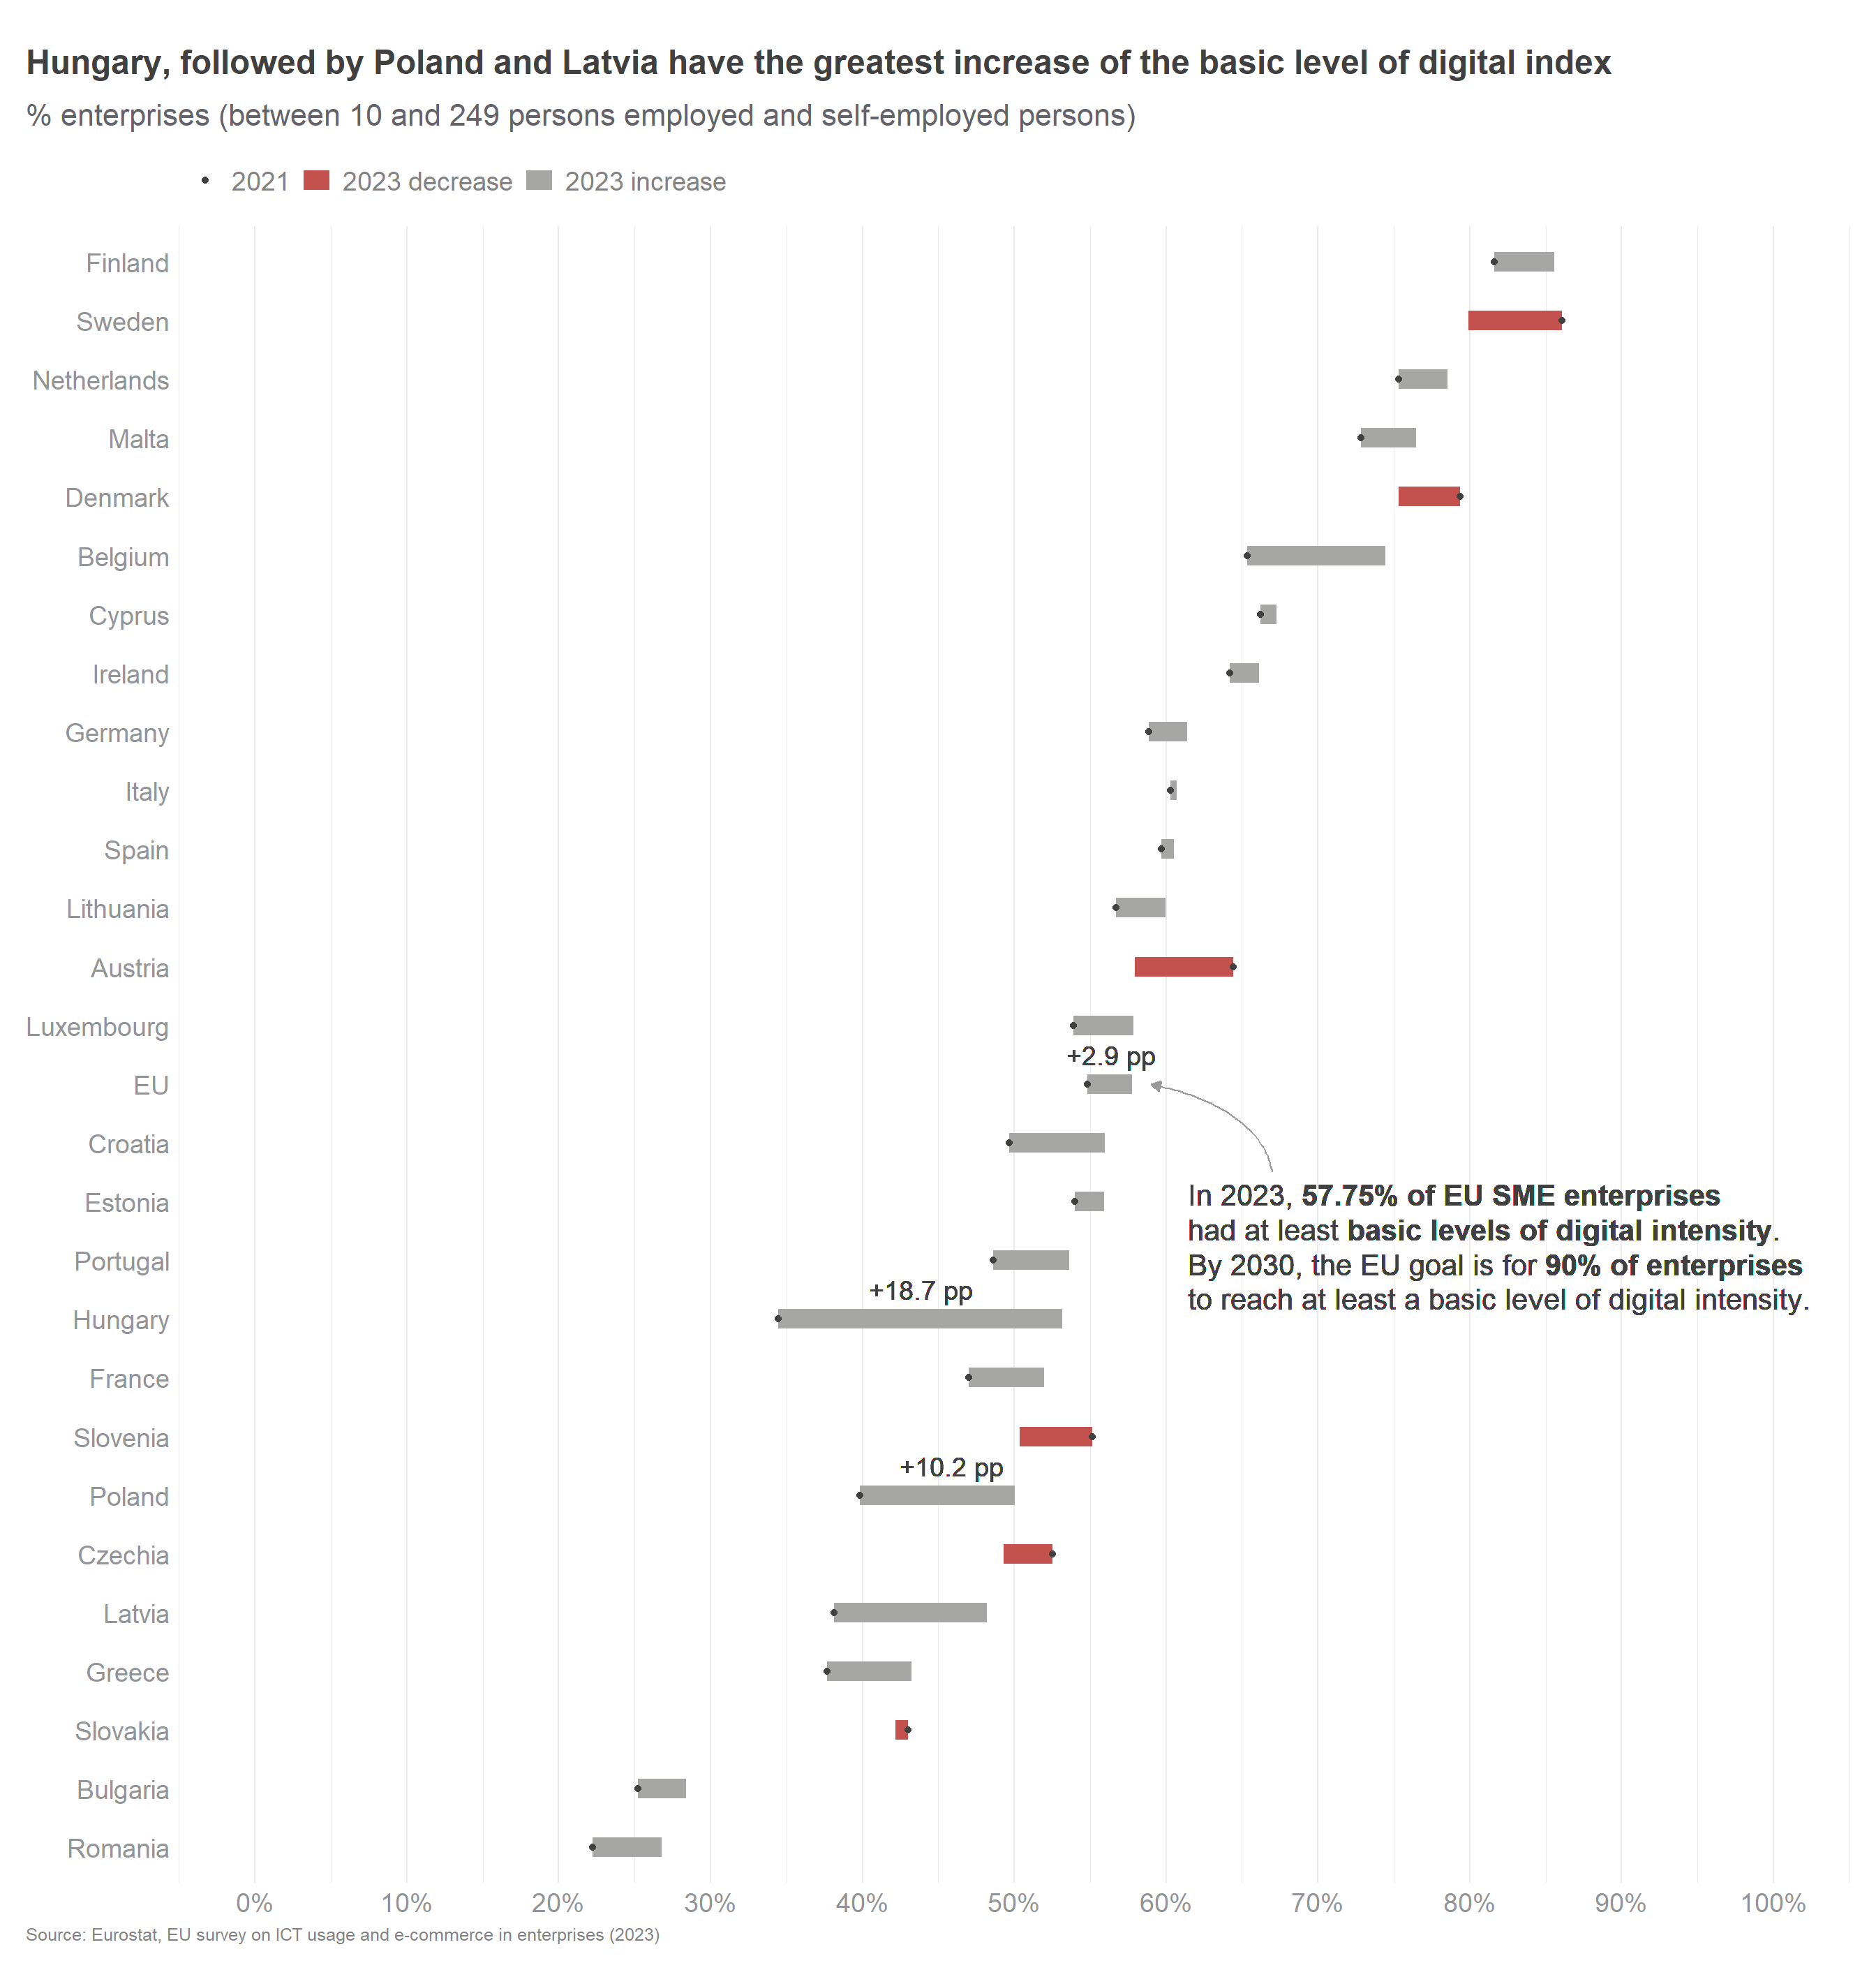 Hungary, followed by Poland and Latvia have the greatest increase of the basic level of digital index
% enterprises (between 10 and 249 persons employed and self-employed persons)
2021 2023 decrease 2023 increase
Finland
Sweden
Netherlands
Malta
Denmark
Belgium
Cyprus
Ireland
Germany
Italy
Spain
Lithuania
Austria
Luxembourg
+2.9 pp
EU
Croatia
In 2023, 57.75% of EU SME enterprises
Estonia
had at least basic levels of digital intensity.
Portugal
By 2030, the EU goal is for 90% of enterprises
+18.7 pp
to reach at least a basic level of digital intensity.
Hungary
France
Slovenia
+10.2 pp
Poland
Czechia
Latvia
Greece
Slovakia
Bulgaria
Romania
0% 10% 20% 30% 40% 50% 60% 70% 80% 90% 100%
Source: Eurostat, EU survey on ICT usage and e-commerce in enterprises (2023)